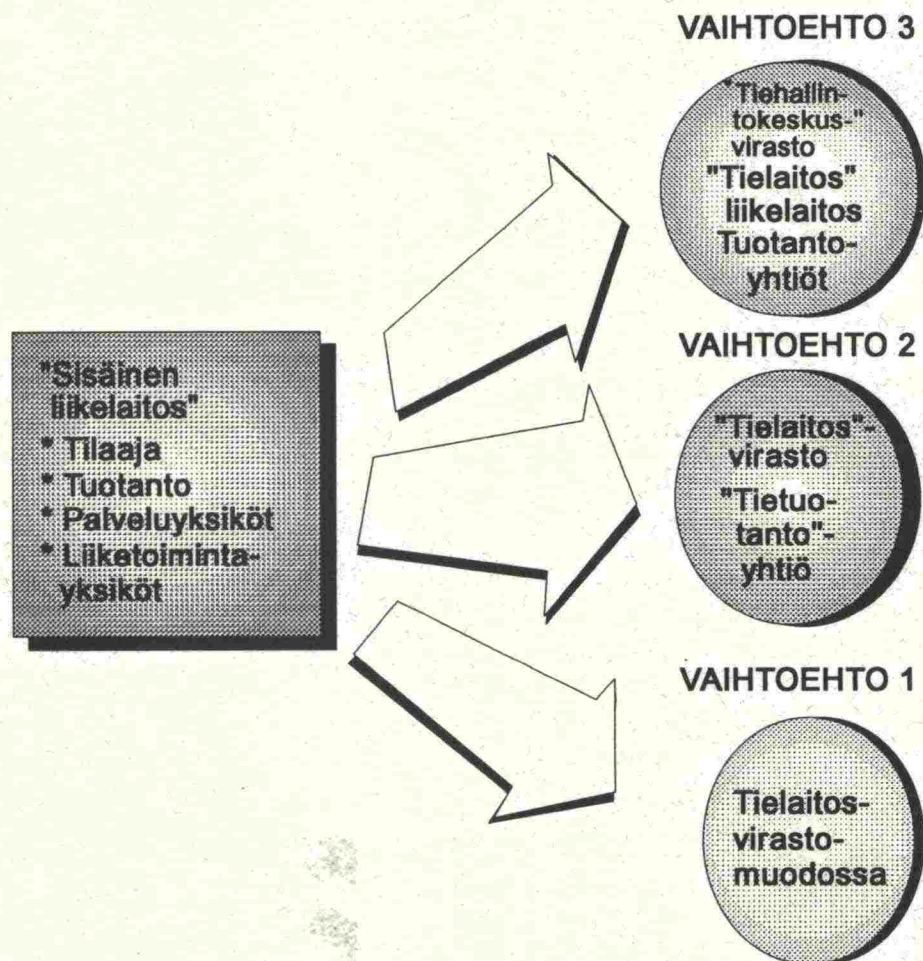 VAIHTOEHTO 3
"Tiehallin-
tokeskus-"
virasto
"Tielaitos"
liikelaitos
Tuotanto-
yhtiöt
"Sisäinen
liikelaitos"
* Tilaaja
* Tuotanto
* Palveluyksiköt
* Liiketoiminta-
yksiköt
VAIHTOEHTO 2
"Tielaitos"-
virasto
"Tietuo-
tanto"-
yhtiö
VAIHTOEHTO 1
Tielaitos-
virasto-
muodossa